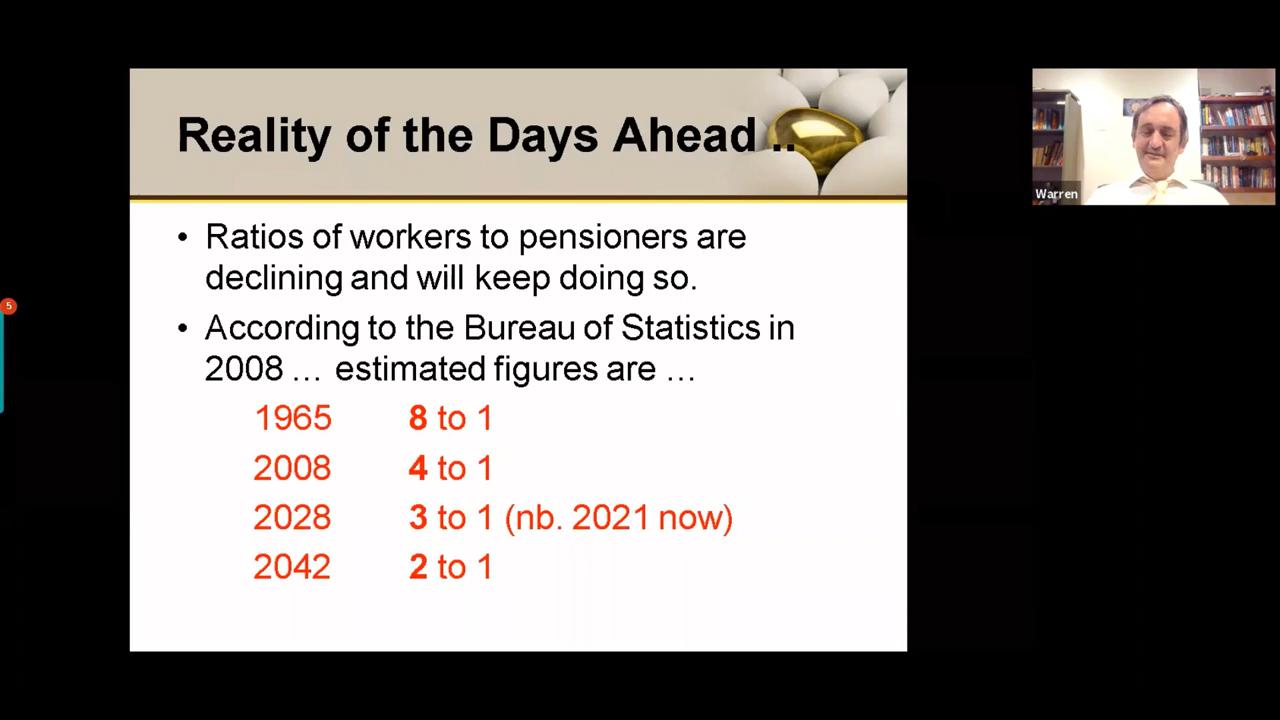 Reality of the Days Ahead ..
• Ratios of workers to pensioners are
declining and will keep doing so.
• According to the Bureau of Statistics in
2008 … estimated figures are …
1965 8 to 1
2008 4 to 1
2028 3 to 1 (nb. 2021 now)
2042 2 to 1
Warren
5